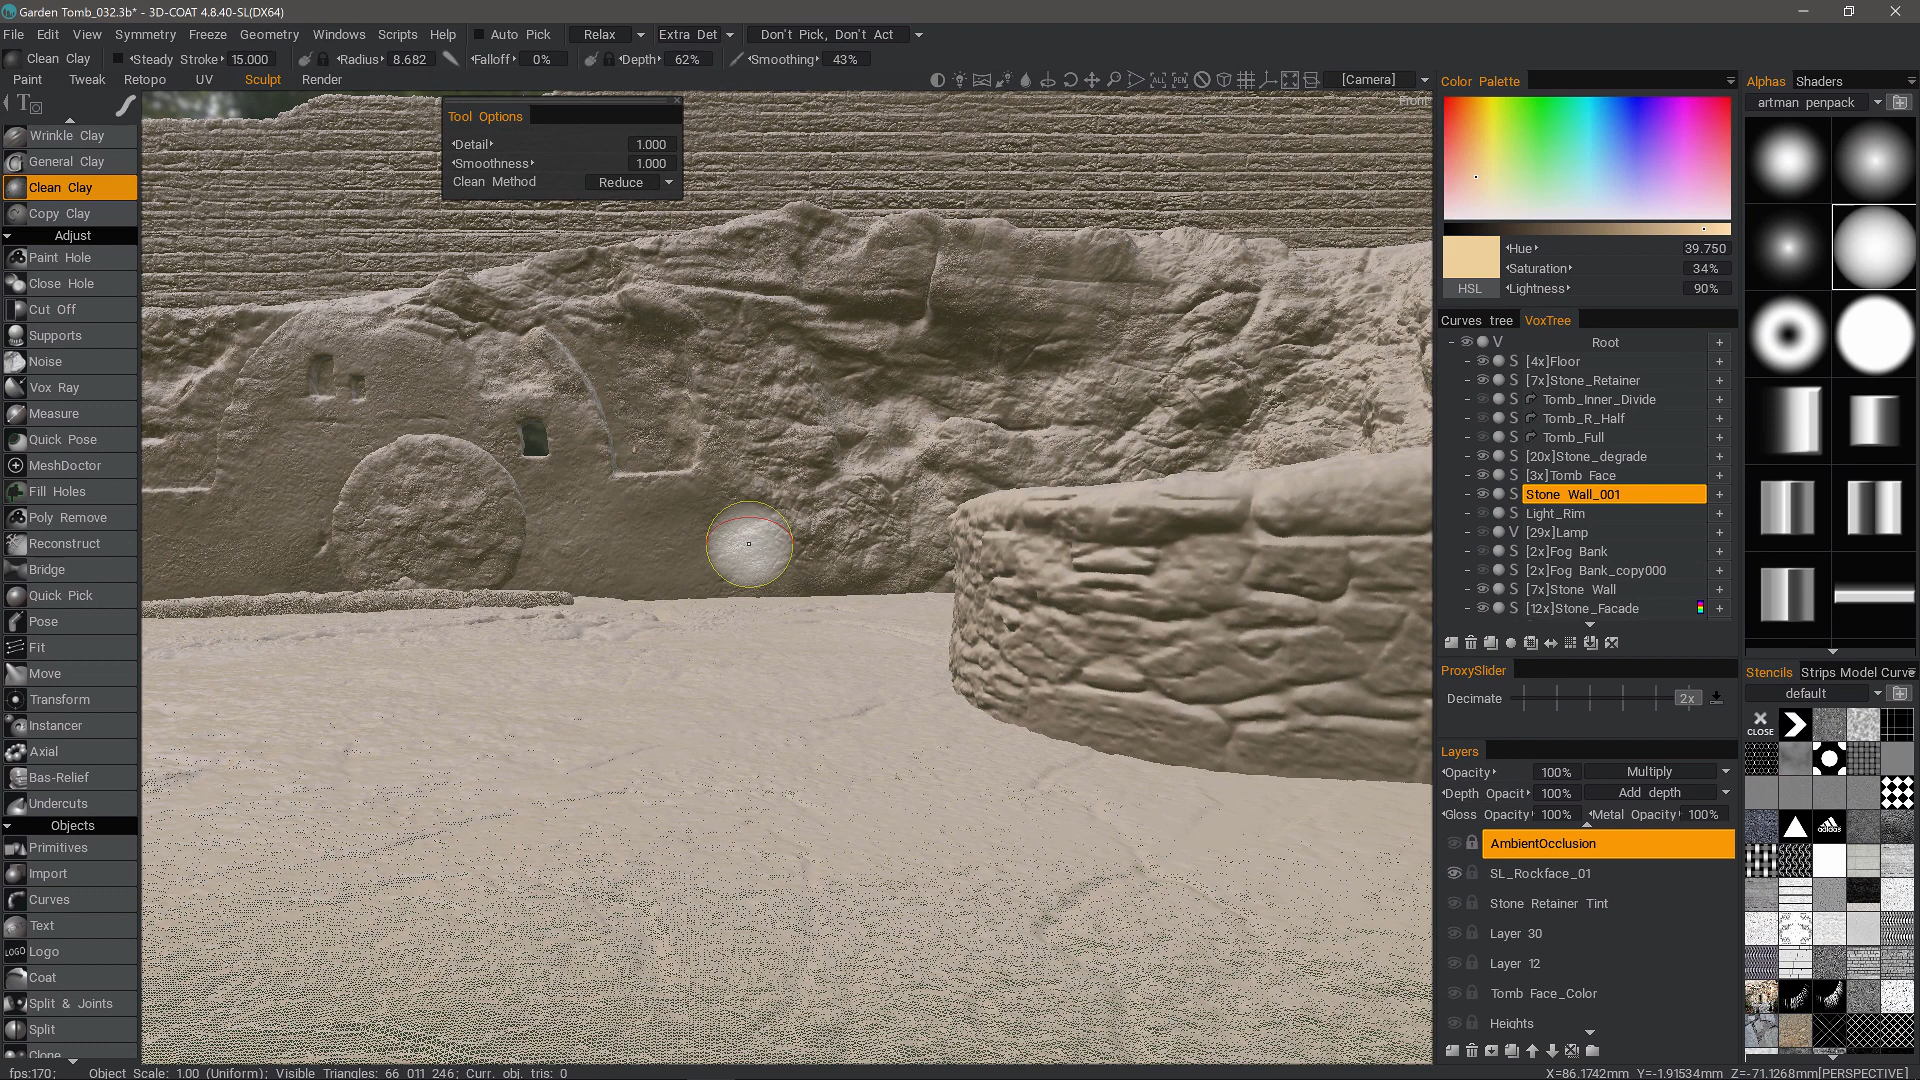 Garden Tomb_032.3b* - 3D-COAT 4.8.40-SL(DX64)
File Edit View Symmetry Freeze Geometry Windows Scripts Help Auto Pick Relax Extra Det Don't Pick, Don't Act
Clean Clay Steady Stroke 15.000 Radius 8.682 Falloff 0% Depth 62% Smoothing 43%
Paint Tweak Retopo UV Sculpt Render [Camera]
Front
Wrinkle Clay
General Clay
Clean Clay
Copy Clay
Adjust
Paint Hole
Close Hole
Cut Off
Supports
Noise
Vox Ray
Measure
Quick Pose
MeshDoctor
Fill Holes
Poly Remove
Reconstruct
Bridge
Quick Pick
Pose
Fit
Move
Transform
Instancer
Axial
Bas-Relief
Undercuts
Objects
Primitives
Import
Curves
Text
LOGO Logo
Coat
Split & Joints
Split
Clone
Tool Options
Detail 1.000
Smoothness 1.000
Clean Method Reduce
Color Palette
Hue 39.750
Saturation 34%
HSL Lightness 90%
Curves tree VoxTree
V Root +
S [4x]Floor +
S [7x]Stone_Retainer +
S Tomb_Inner_Divide +
S Tomb_R_Half +
S Tomb_Full +
S [20x]Stone_degrade +
S [3x]Tomb Face +
S Stone Wall_001 +
S Light_Rim +
V [29x]Lamp +
S [2x]Fog Bank +
S [2x]Fog Bank_copy000 +
S [7x]Stone Wall +
S [12x]Stone_Facade +
ProxySlider
Decimate 2x
Layers
Opacity 100% Multiply
Depth Opacit 100% Add depth
Gloss Opacity 100% Metal Opacity 100%
AmbientOcclusion
SL_Rockface_01
Stone Retainer Tint
Layer 30
Layer 12
Tomb Face_Color
Heights
Alphas Shaders
artman penpack
Stencils Strips Model Curve
default
CLOSE
adidas
fps:170; Object Scale: 1.00 (Uniform); Visible Triangles: 66 011 246; Curr. obj. tris: 0
X=86.1742mm Y=-1.91534mm Z=-71.1268mm[PERSPECTIVE]